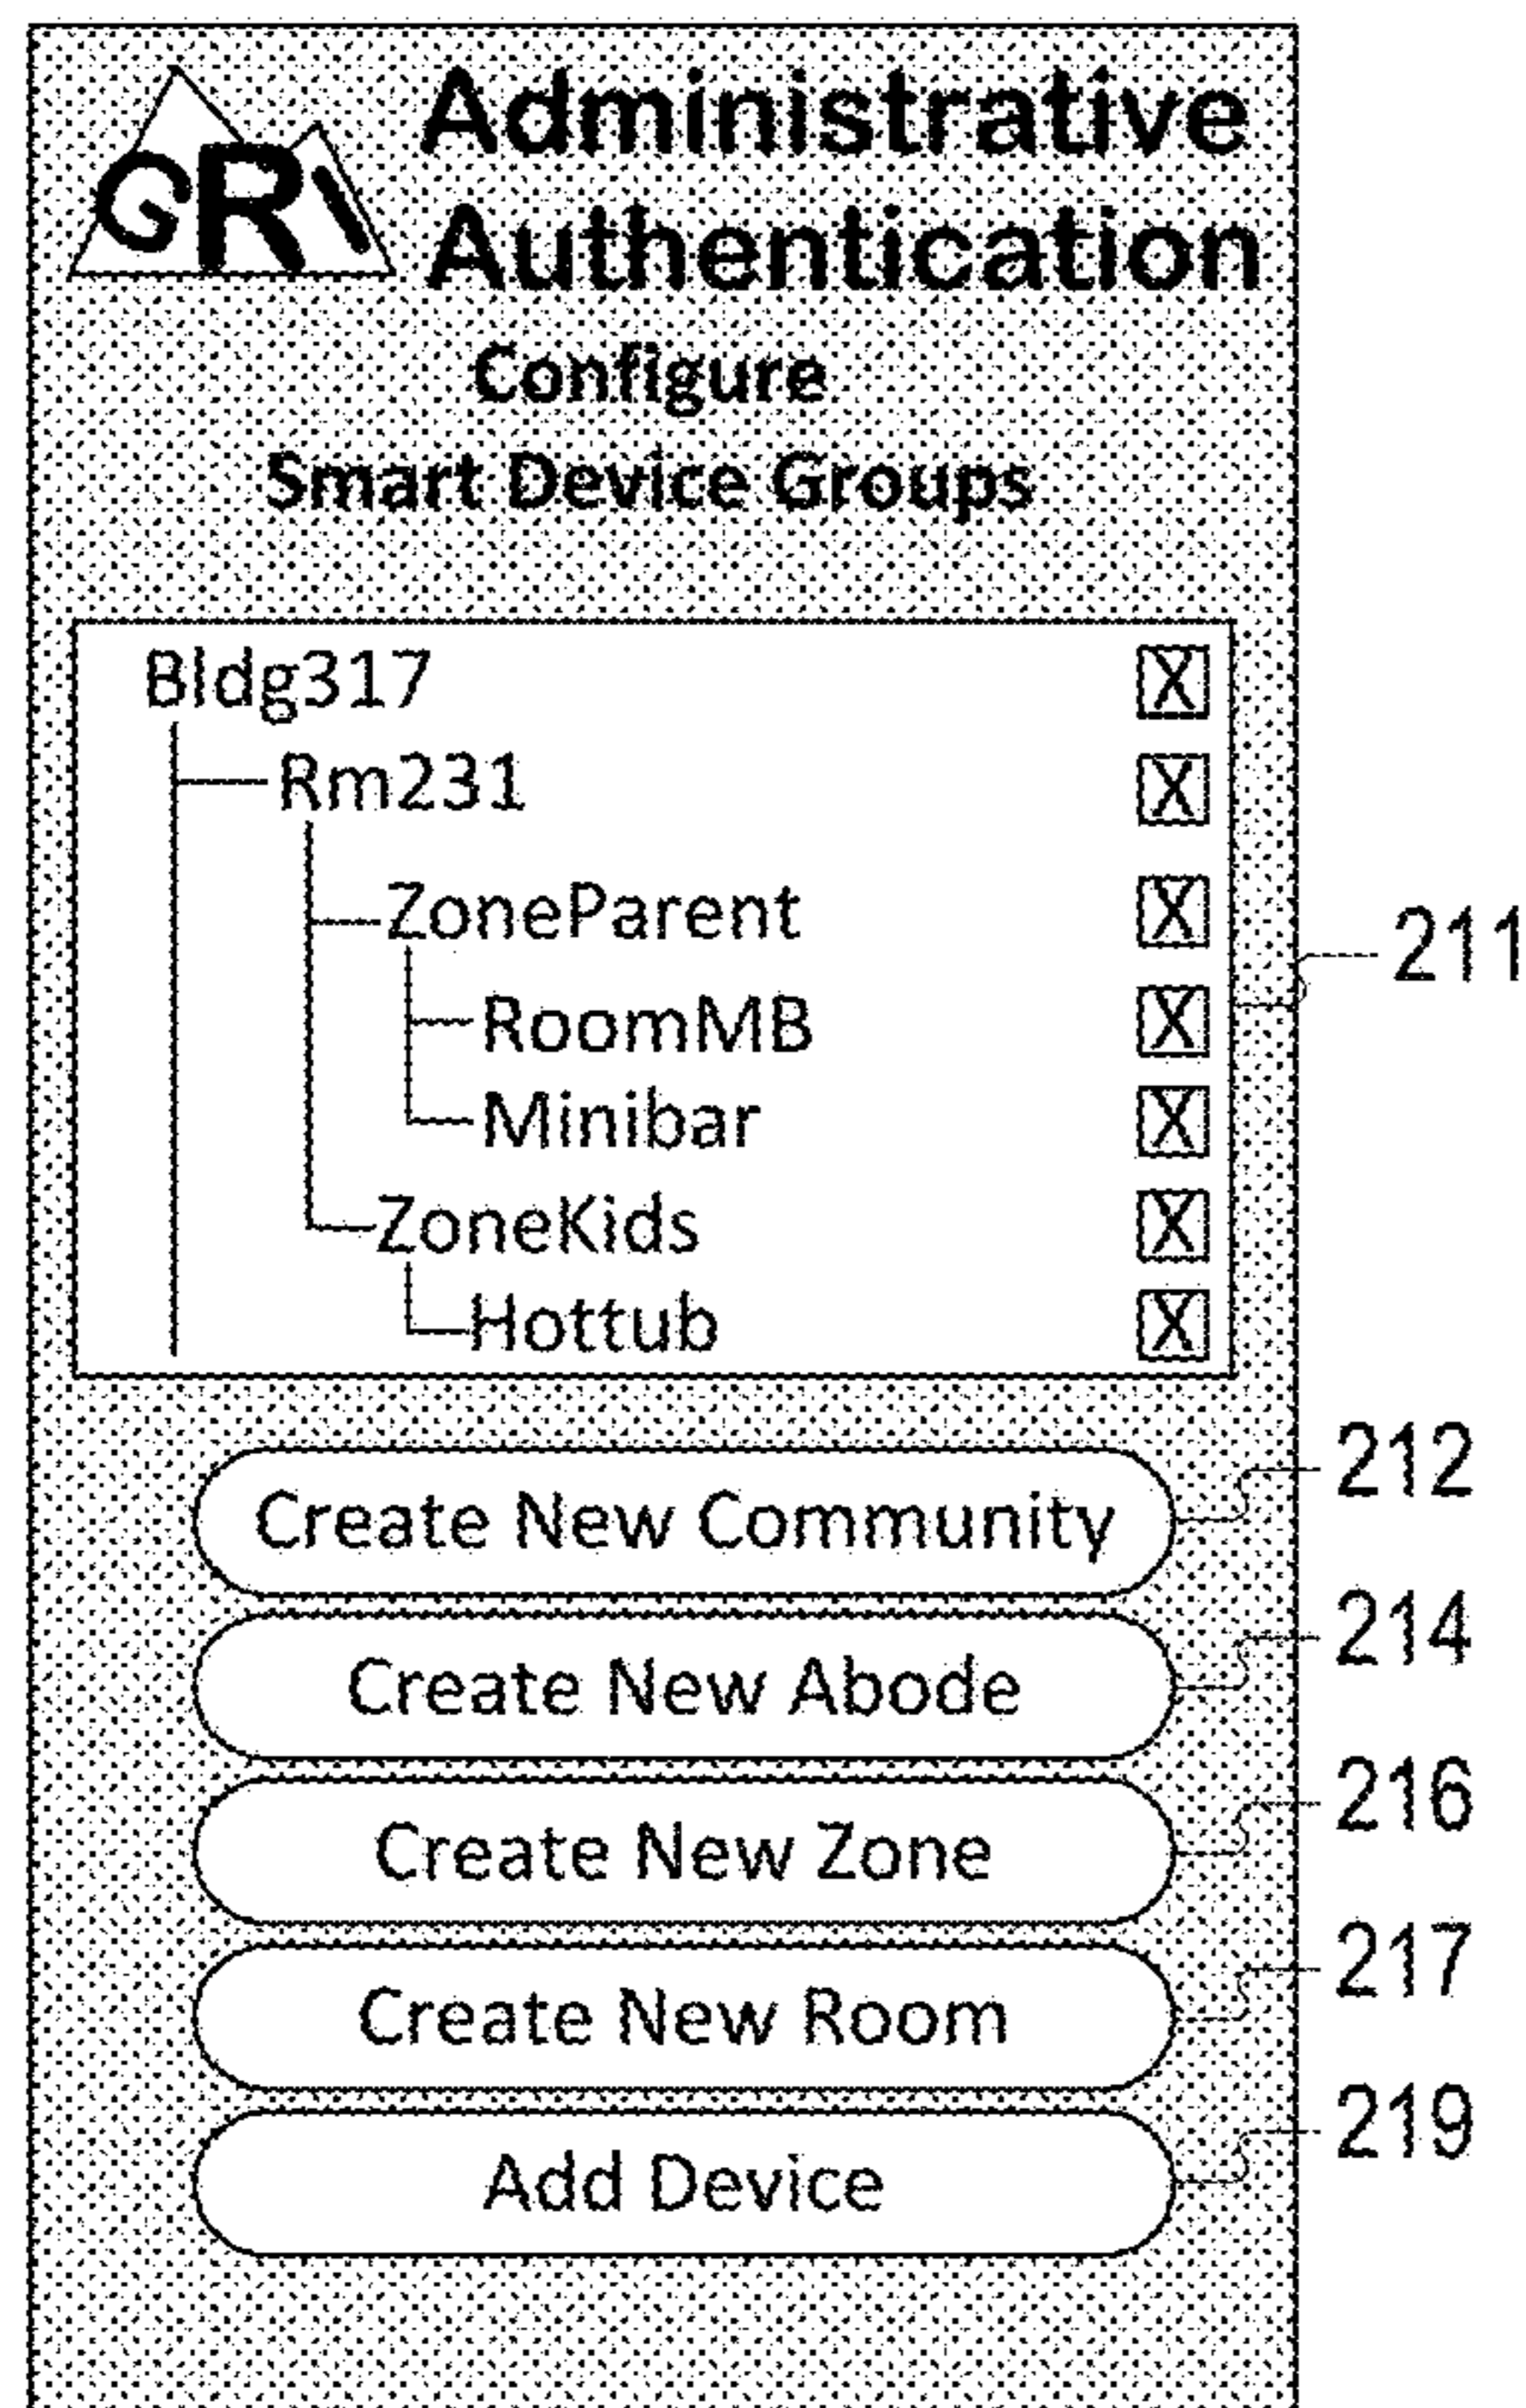 GRI
Administrative
Authentication
Configure
Smart Device Groups
Bldg317 X
Rm231 X
ZoneParent X
211
RoomMB X
Minibar X
ZoneKids X
Hottub X
212
Create New Community
214
Create New Abode
216
Create New Zone
217
Create New Room
219
Add Device